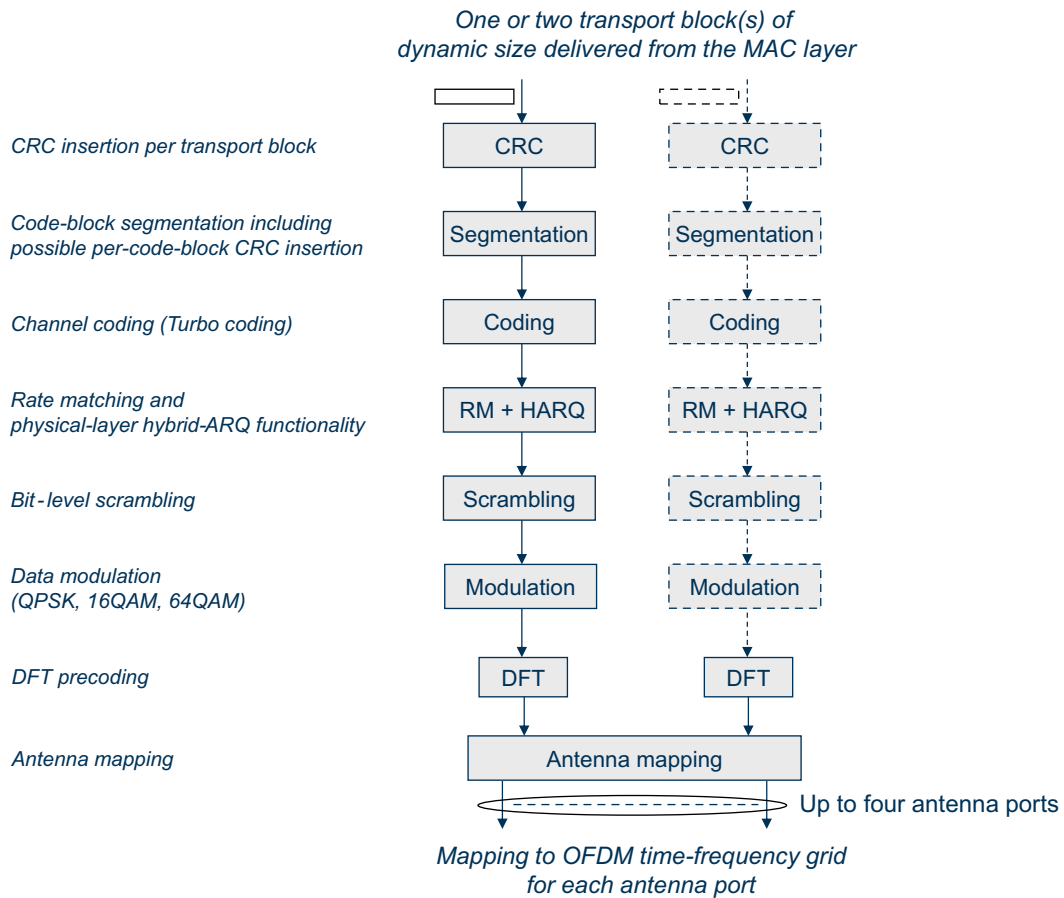 One or two transport block(s) of
dynamic size delivered from the MAC layer
CRC insertion per transport block
CRC
CRC
Code-block segmentation including
possible per-code-block CRC insertion
Segmentation
Segmentation
Channel coding (Turbo coding)
Coding
Coding
Rate matching and
physical-layer hybrid-ARQ functionality
RM + HARQ
RM + HARQ
Bit-level scrambling
Scrambling
Scrambling
Data modulation
(QPSK, 16QAM, 64QAM)
Modulation
Modulation
DFT precoding
DFT
DFT
Antenna mapping
Antenna mapping
Up to four antenna ports
Mapping to OFDM time-frequency grid
for each antenna port